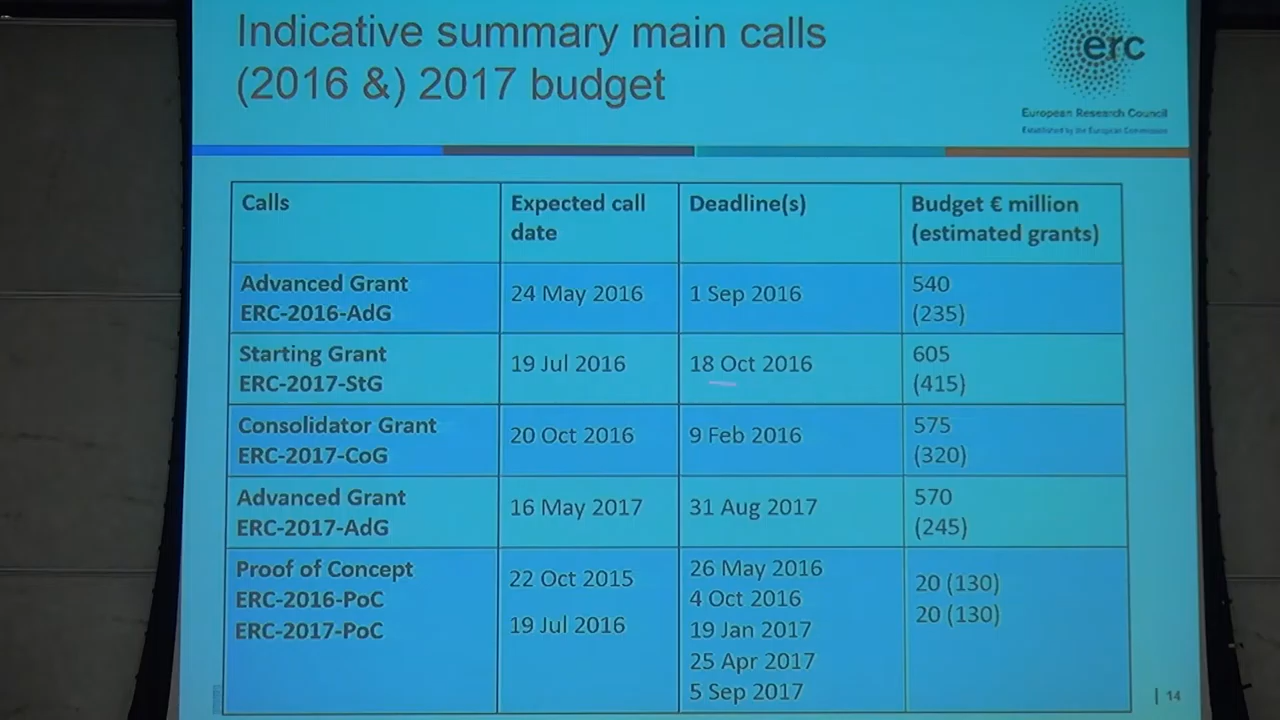 Indicative summary main calls
(2016 &) 2017 budget
erc
European Research Council
Established by the European Commission
Calls
Expected call
date
Deadline(s)
Budget € million
(estimated grants)
Advanced Grant
ERC-2016-AdG
24 May 2016
1 Sep 2016
540
(235)
Starting Grant
ERC-2017-StG
19 Jul 2016
18 Oct 2016
605
(415)
Consolidator Grant
ERC-2017-CoG
20 Oct 2016
9 Feb 2016
575
(320)
Advanced Grant
ERC-2017-AdG
16 May 2017
31 Aug 2017
570
(245)
Proof of Concept
ERC-2016-PoC
ERC-2017-PoC
22 Oct 2015
19 Jul 2016
26 May 2016
4 Oct 2016
19 Jan 2017
25 Apr 2017
5 Sep 2017
20 (130)
20 (130)
| 14